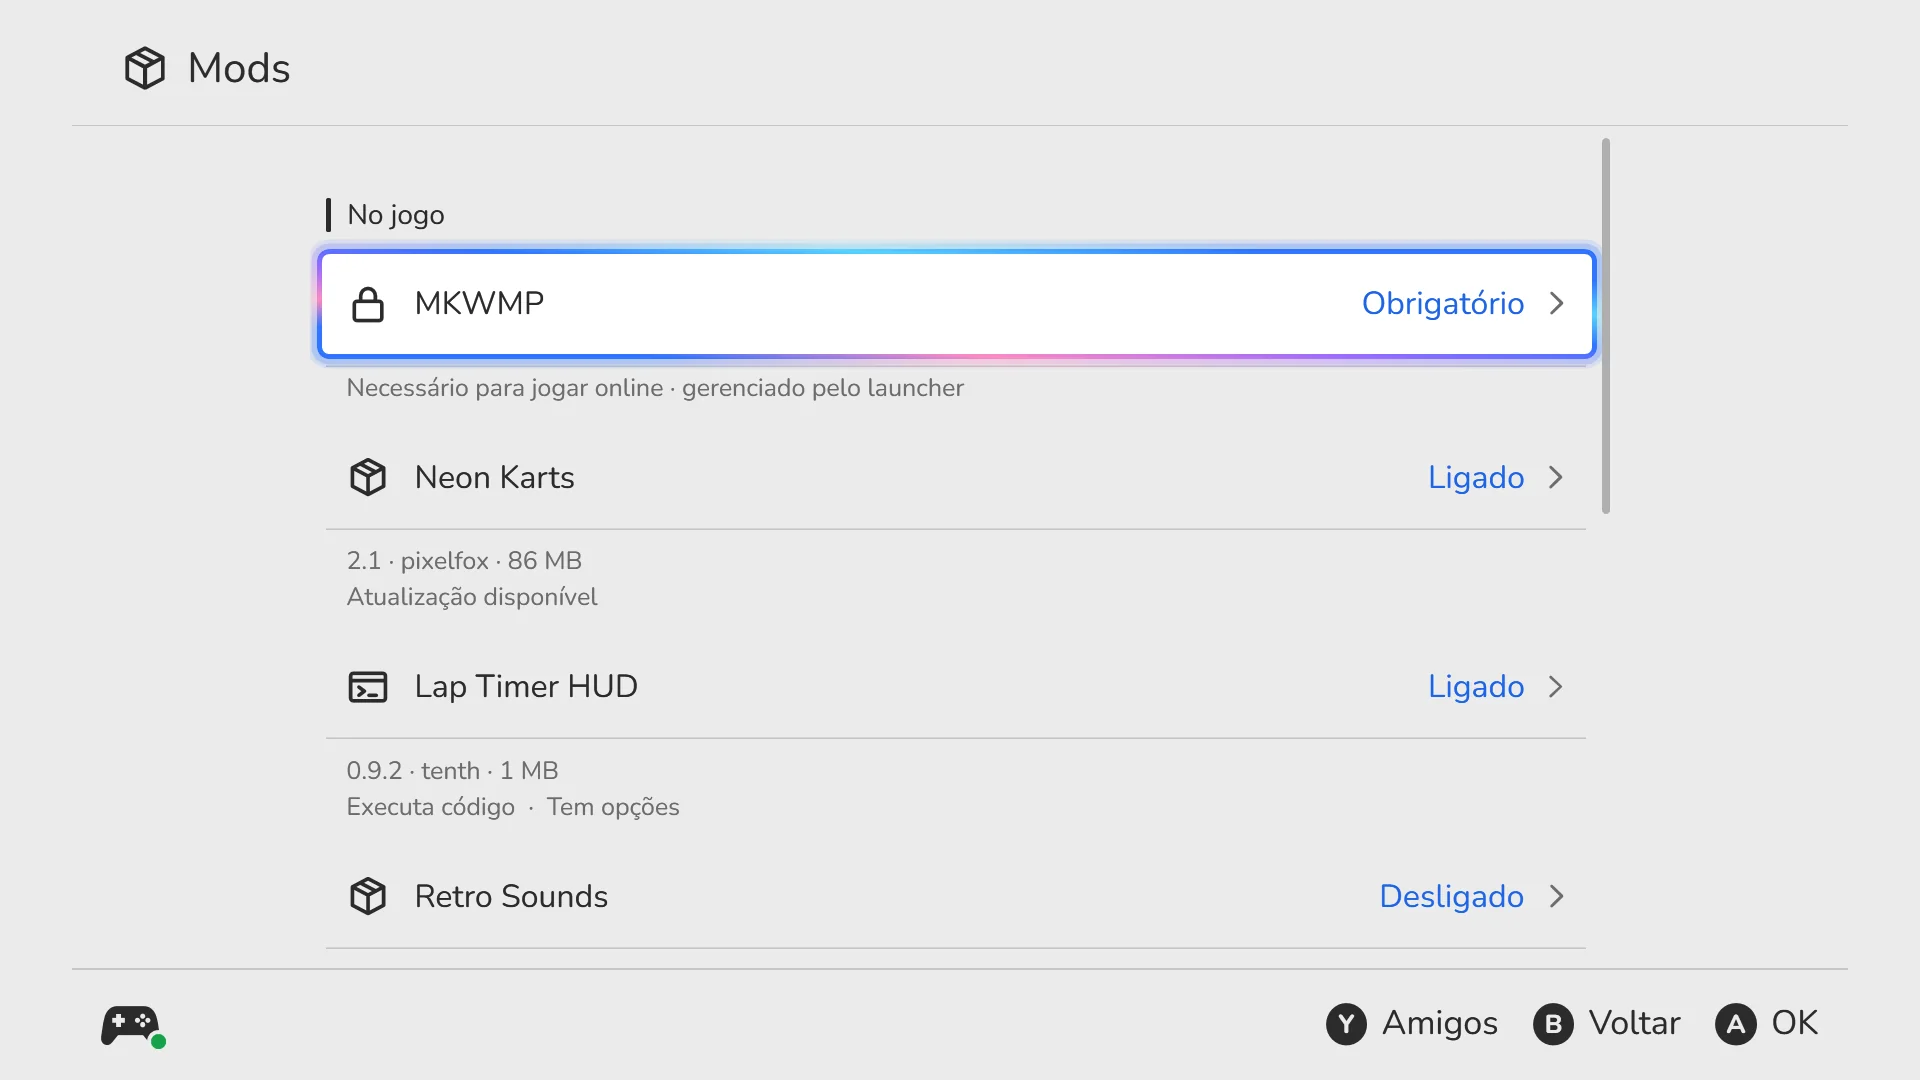 Mods
No jogo
MKWMP
Obrigatório
Necessário para jogar online · gerenciado pelo launcher
Neon Karts
Ligado
2.1 · pixelfox · 86 MB
Atualização disponível
Lap Timer HUD
Ligado
0.9.2 · tenth · 1 MB
Executa código · Tem opções
Retro Sounds
Desligado
Y Amigos
B Voltar
A OK